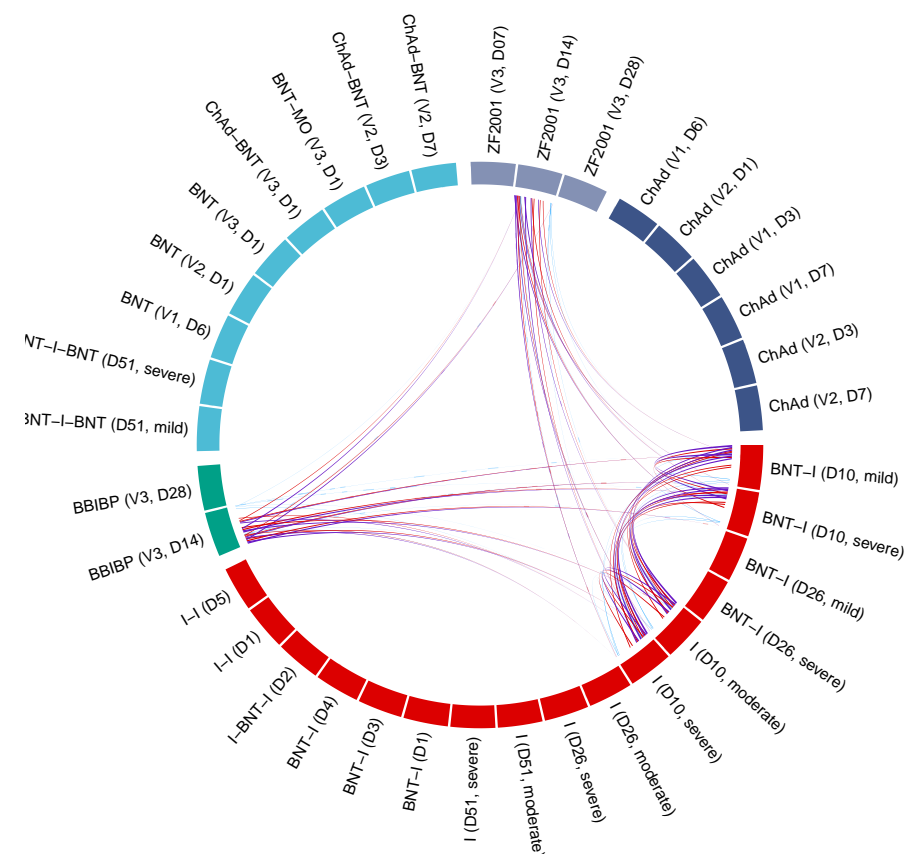 ZF2001 (V3, D07)
ZF2001 (V3, D14)
ZF2001 (V3, D28)
ChAd (V1, D6)
ChAd (V2, D1)
ChAd (V1, D3)
ChAd (V1, D7)
ChAd (V2, D3)
ChAd (V2, D7)
BNT–I (D10, mild)
BNT–I (D10, severe)
BNT–I (D26, mild)
BNT–I (D26, severe)
I (D10, moderate)
I (D10, severe)
I (D26, moderate)
I (D26, severe)
I (D51, moderate)
I (D51, severe)
BNT–I (D1)
BNT–I (D3)
BNT–I (D4)
I–BNT–I (D2)
I–I (D1)
I–I (D5)
BBIBP (V3, D14)
BBIBP (V3, D28)
BNT–I–BNT (D51, mild)
NT–I–BNT (D51, severe)
BNT (V1, D6)
BNT (V2, D1)
BNT (V3, D1)
ChAd–BNT (V3, D1)
BNT–MO (V3, D1)
ChAd–BNT (V2, D3)
ChAd–BNT (V2, D7)